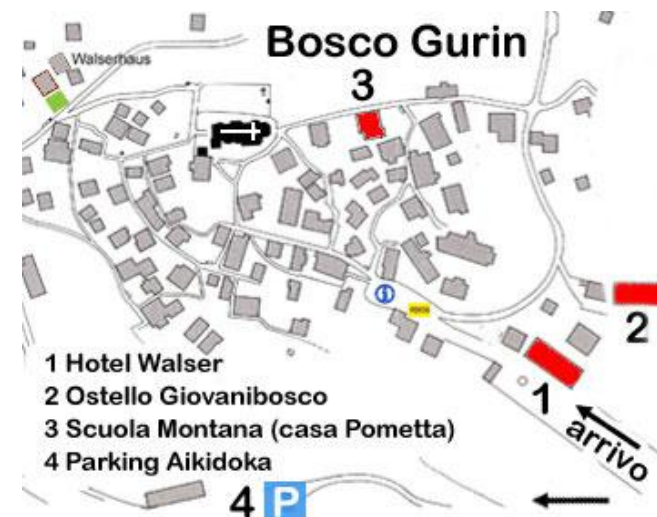 Bosco Gurin
Walserhaus
3
i
2
1
1 Hotel Walser
2 Ostello Giovanibosco
3 Scuola Montana (casa Pometta)
4 Parking Aikidoka
arrivo
4 P